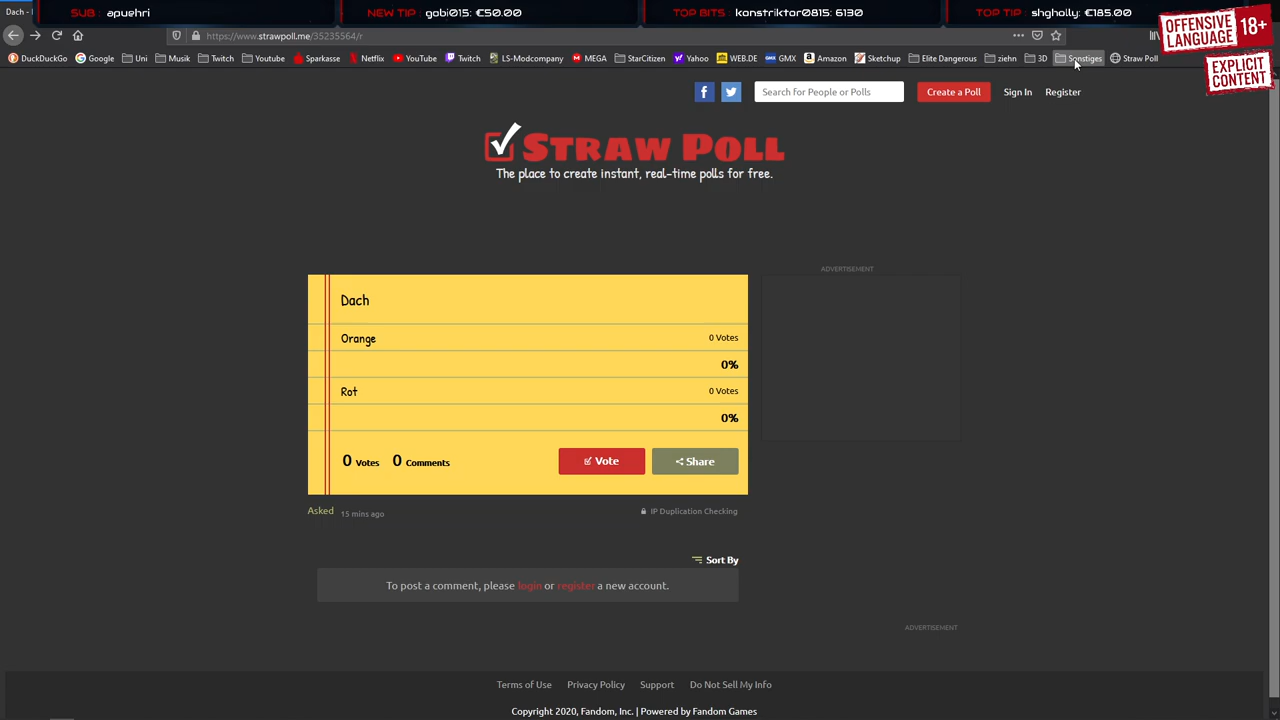 Dach -
SUB : apuehri
NEW TIP : gobi015: €50.00
TOP BITS : konstriktor0815: 6130
TOP TIP : shgholly: €185.00
OFFENSIVE LANGUAGE 18+
EXPLICIT CONTENT
https://www.strawpoll.me/35235564/r
DuckDuckGo Google Uni Musik Twitch Youtube Sparkasse Netflix YouTube Twitch LS-Modcompany MEGA StarCitizen Yahoo WEB.DE GMX Amazon Sketchup Elite Dangerous ziehn 3D Sonstiges Straw Poll
Search for People or Polls Create a Poll Sign In Register
STRAW POLL
The place to create instant, real-time polls for free.
ADVERTISEMENT
Dach
Orange 0 Votes
0%
Rot 0 Votes
0%
0 Votes 0 Comments Vote Share
Asked 15 mins ago IP Duplication Checking
Sort By
To post a comment, please login or register a new account.
ADVERTISEMENT
Terms of Use Privacy Policy Support Do Not Sell My Info
Copyright 2020, Fandom, Inc. | Powered by Fandom Games